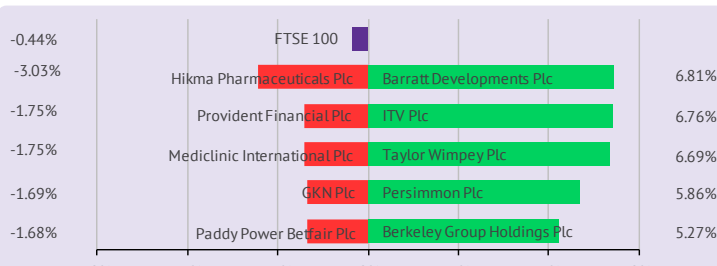 -0.44% FTSE 100
-3.03% Hikma Pharmaceuticals Plc Barratt Developments Plc 6.81%
-1.75% Provident Financial Plc ITV Plc 6.76%
-1.75% Mediclinic International Plc Taylor Wimpey Plc 6.69%
-1.69% GKN Plc Persimmon Plc 5.86%
-1.68% Paddy Power Betfair Plc Berkeley Group Holdings Plc 5.27%